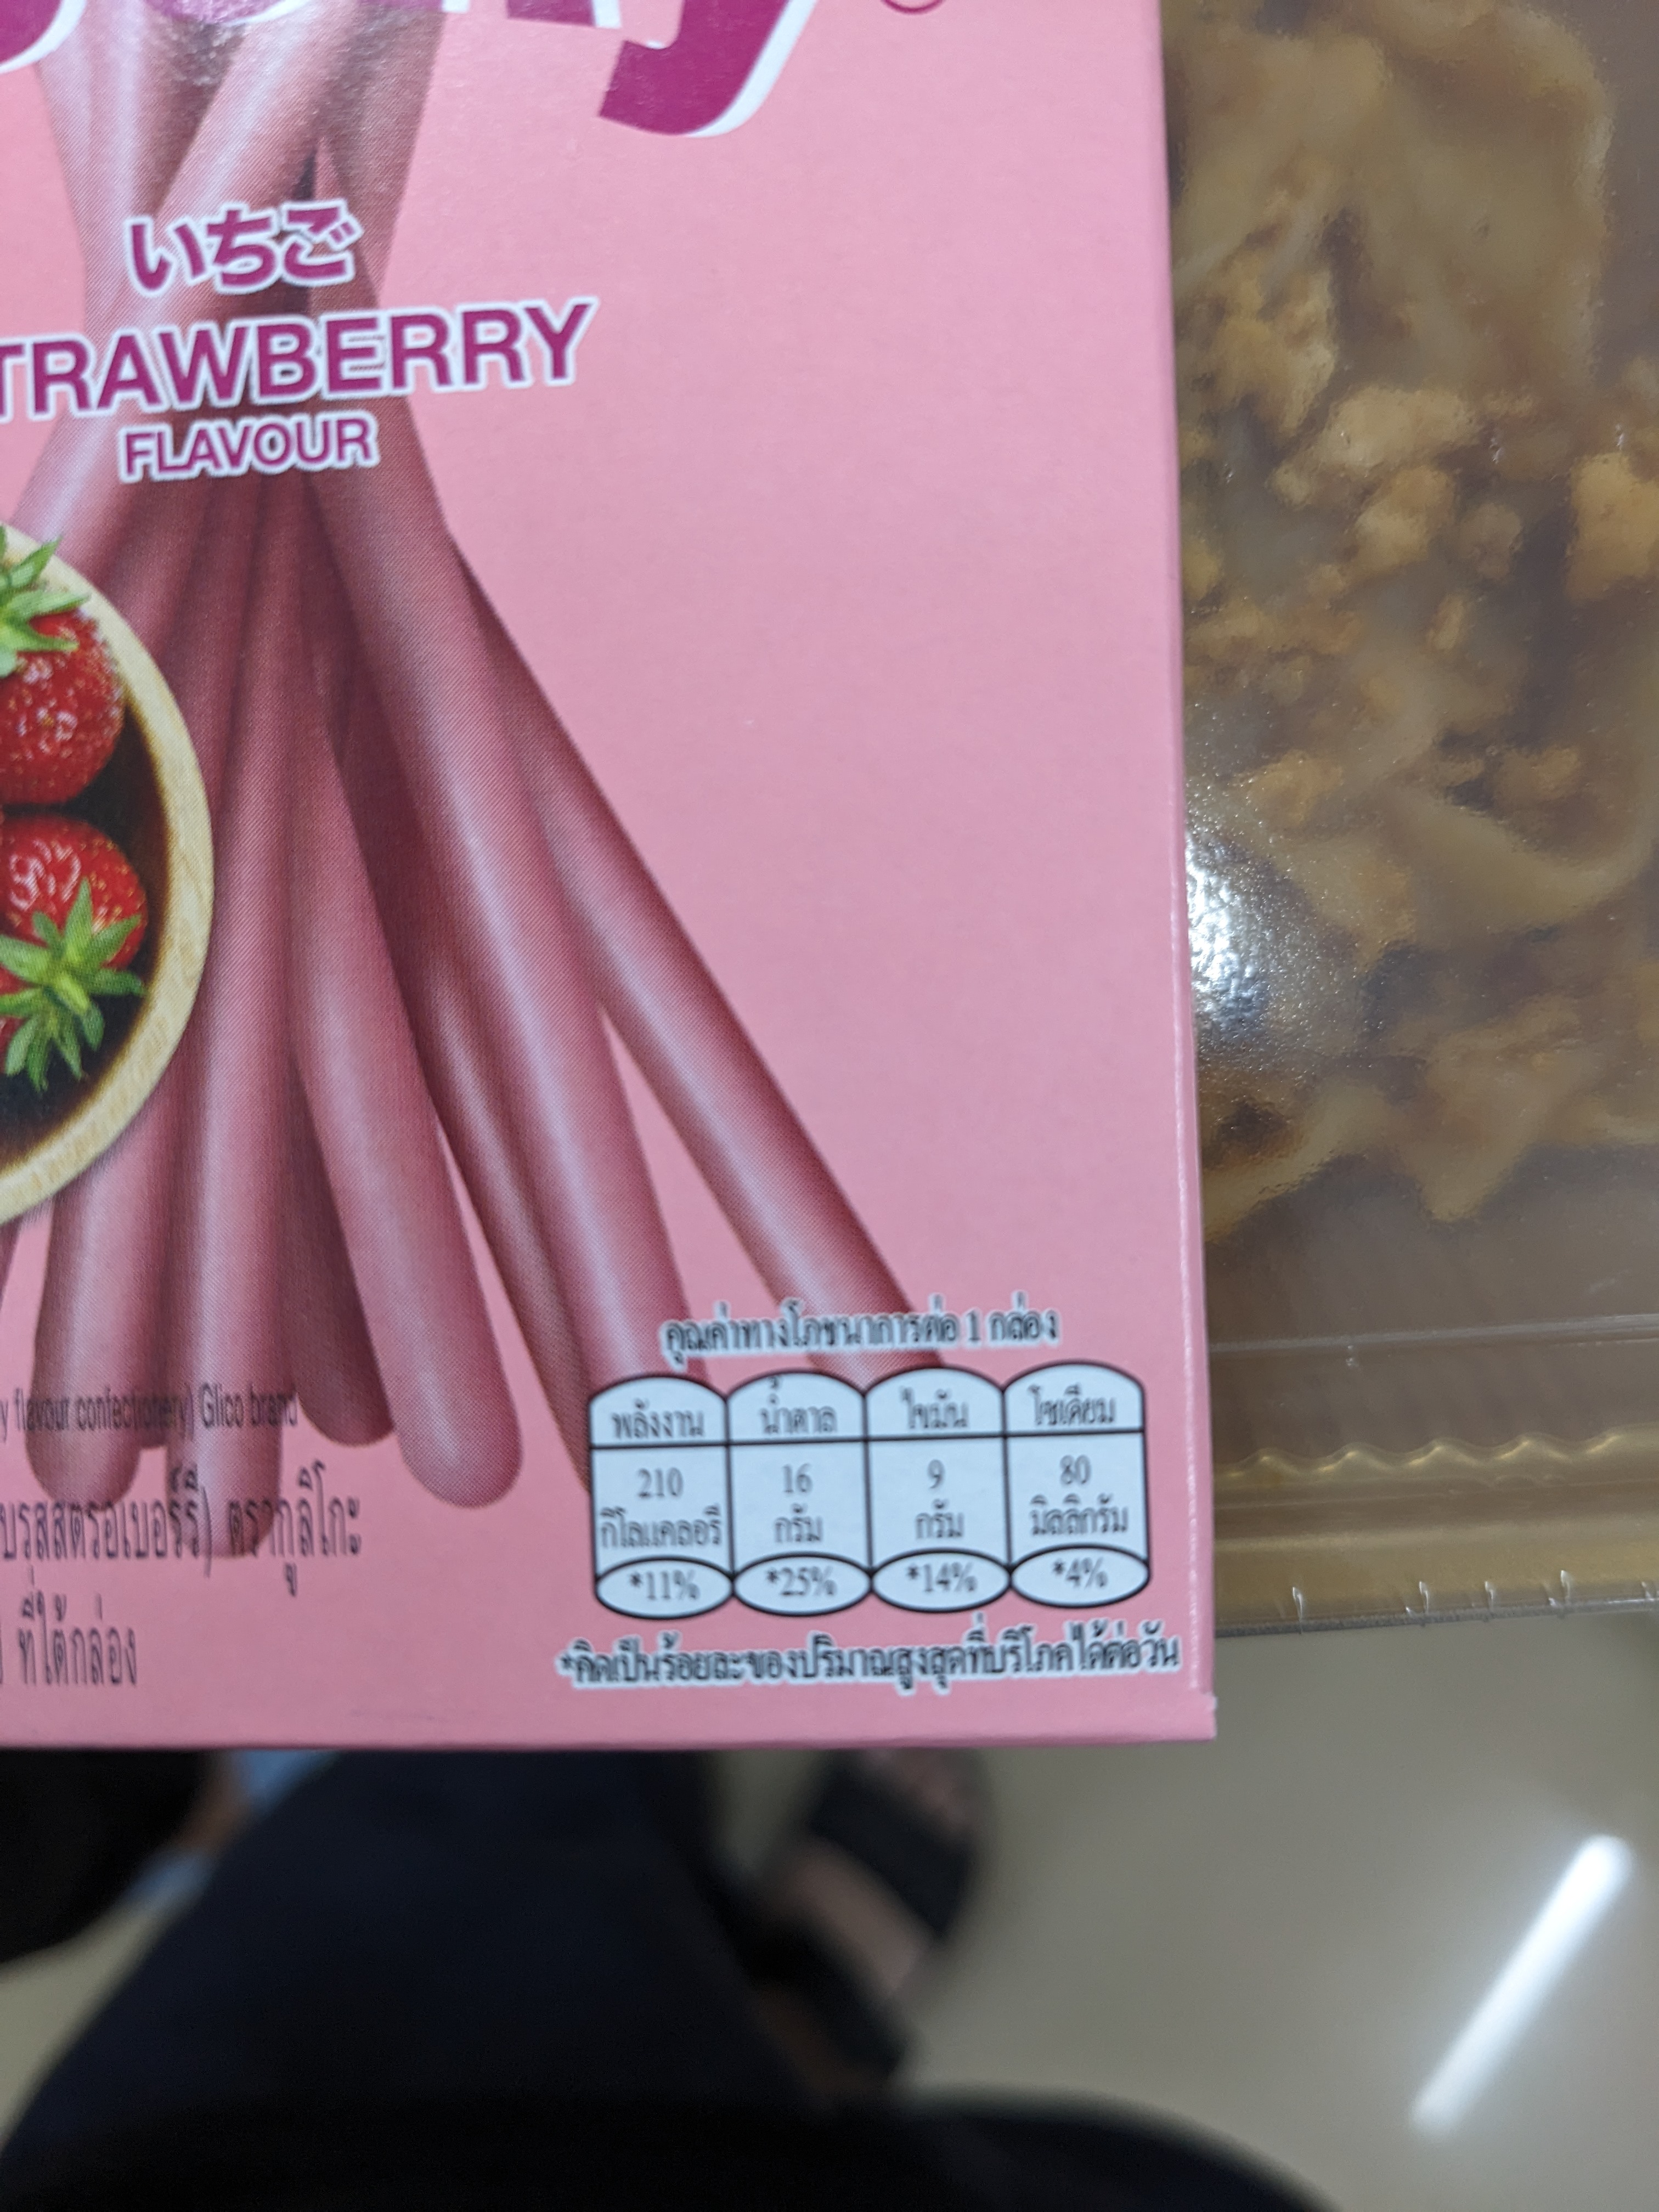 いちご
TRAWBERRY
FLAVOUR
y flavour confectionery) Glico brand
บรสสตรอเบอร์รี่) ตรากูลิโกะ
ที่ใต้กล่อง
คุณค่าทางโภชนาการต่อ 1 กล่อง
พลังงาน น้ำตาล ไขมัน โซเดียม
210 16 9 80
กิโลแคลอรี กรัม กรัม มิลลิกรัม
*11% *25% *14% *4%
*คิดเป็นร้อยละของปริมาณสูงสุดที่บริโภคได้ต่อวัน